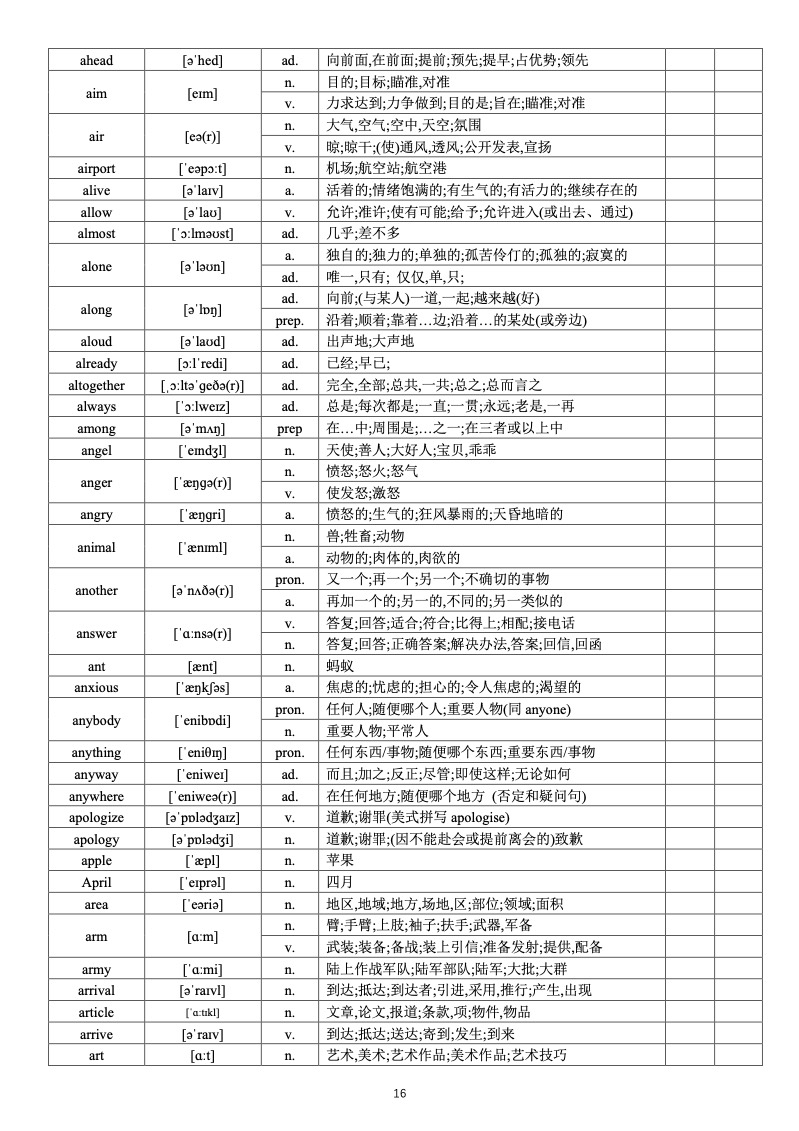 ahead [əˈhed] ad. 向前面,在前面;提前;预先;提早;占优势;领先
aim [eɪm] n. 目的;目标;瞄准,对准
v. 力求达到;力争做到;目的是;旨在;瞄准;对准
air [eə(r)] n. 大气,空气;空中,天空;氛围
v. 晾;晾干;(使)通风,透风;公开发表,宣扬
airport [ˈeəpɔːt] n. 机场;航空站;航空港
alive [əˈlaɪv] a. 活着的;情绪饱满的;有生气的;有活力的;继续存在的
allow [əˈlaʊ] v. 允许;准许;使有可能;给予;允许进入(或出去、通过)
almost [ˈɔːlməʊst] ad. 几乎;差不多
alone [əˈləʊn] a. 独自的;独力的;单独的;孤苦伶仃的;孤独的;寂寞的
ad. 唯一,只有; 仅仅,单,只;
along [əˈlɒŋ] ad. 向前;(与某人)一道,一起;越来越(好)
prep. 沿着;顺着;靠着…边;沿着…的某处(或旁边)
aloud [əˈlaʊd] ad. 出声地;大声地
already [ɔːlˈredi] ad. 已经;早已;
altogether [ˌɔːltəˈɡeðə(r)] ad. 完全,全部;总共,一共;总之;总而言之
always [ˈɔːlweɪz] ad. 总是;每次都是;一直;一贯;永远;老是,一再
among [əˈmʌŋ] prep 在…中;周围是;…之一;在三者或以上中
angel [ˈeɪndʒl] n. 天使;善人;大好人;宝贝,乖乖
anger [ˈæŋɡə(r)] n. 愤怒;怒火;怒气
v. 使发怒;激怒
angry [ˈæŋɡri] a. 愤怒的;生气的;狂风暴雨的;天昏地暗的
animal [ˈænɪml] n. 兽;牲畜;动物
a. 动物的;肉体的,肉欲的
another [əˈnʌðə(r)] pron. 又一个;再一个;另一个;不确切的事物
a. 再加一个的;另一的,不同的;另一类似的
answer [ˈɑːnsə(r)] v. 答复;回答;适合;符合;比得上;相配;接电话
n. 答复;回答;正确答案;解决办法,答案;回信,回函
ant [ænt] n. 蚂蚁
anxious [ˈæŋkʃəs] a. 焦虑的;忧虑的;担心的;令人焦虑的;渴望的
anybody [ˈenibɒdi] pron. 任何人;随便哪个人;重要人物(同 anyone)
n. 重要人物;平常人
anything [ˈeniθɪŋ] pron. 任何东西/事物;随便哪个东西;重要东西/事物
anyway [ˈeniweɪ] ad. 而且;加之;反正;尽管;即使这样;无论如何
anywhere [ˈeniweə(r)] ad. 在任何地方;随便哪个地方 (否定和疑问句)
apologize [əˈpɒlədʒaɪz] v. 道歉;谢罪(美式拼写 apologise)
apology [əˈpɒlədʒi] n. 道歉;谢罪;(因不能赴会或提前离会的)致歉
apple [ˈæpl] n. 苹果
April [ˈeɪprəl] n. 四月
area [ˈeəriə] n. 地区,地域;地方,场地,区;部位;领域;面积
arm [ɑːm] n. 臂;手臂;上肢;袖子;扶手;武器,军备
v. 武装;装备;备战;装上引信;准备发射;提供,配备
army [ˈɑːmi] n. 陆上作战军队;陆军部队;陆军;大批;大群
arrival [əˈraɪvl] n. 到达;抵达;到达者;引进,采用,推行;产生,出现
article [ˈɑːtɪkl] n. 文章,论文,报道;条款,项;物件,物品
arrive [əˈraɪv] v. 到达;抵达;送达;寄到;发生;到来
art [ɑːt] n. 艺术,美术;艺术作品;美术作品;艺术技巧
16